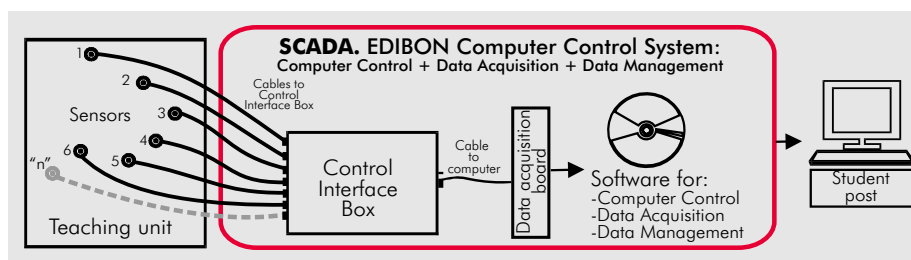 SCADA. EDIBON Computer Control System:
Computer Control + Data Acquisition + Data Management
1
2
Sensors
3
4
5
6
"n"
Teaching unit
Cables to
Control
Interface Box
Control
Interface
Box
Cable
to
computer
Data acquisition
board
Software for:
-Computer Control
-Data Acquisition
-Data Management
Student
post